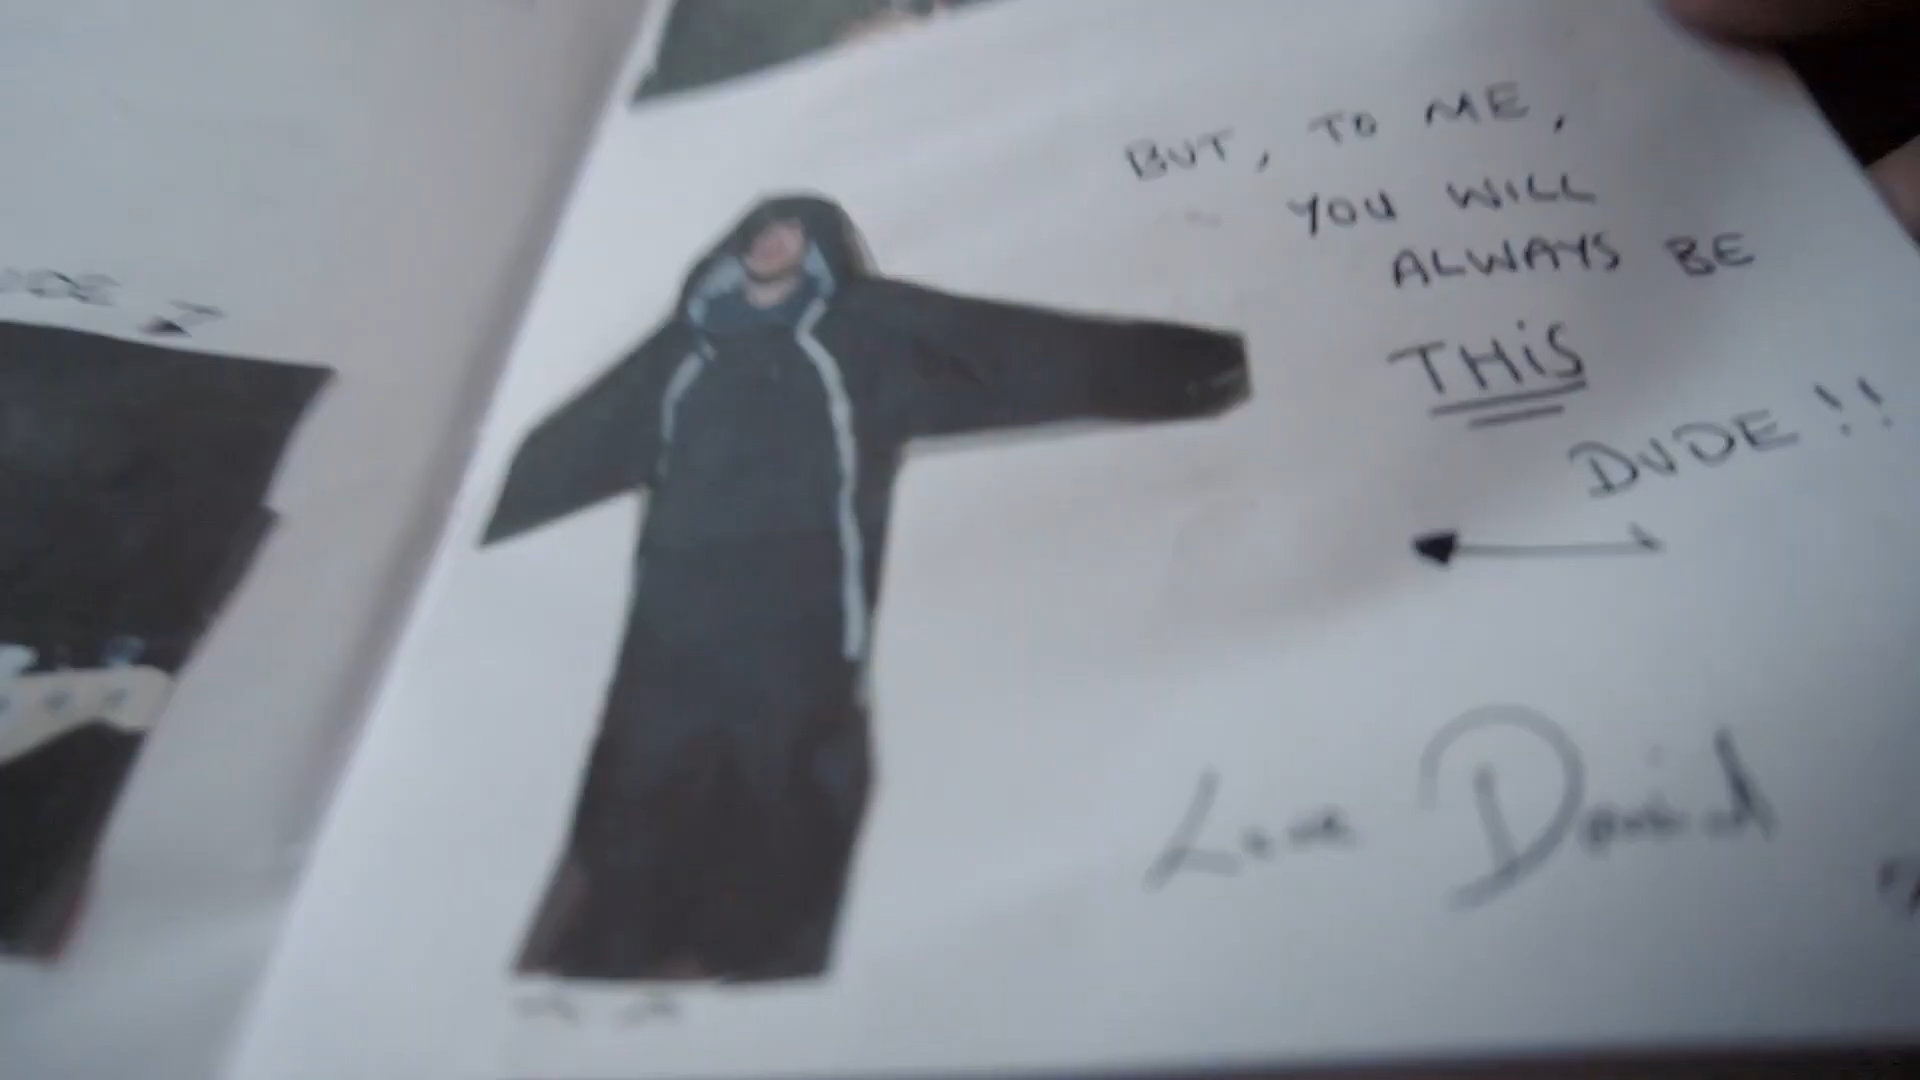 BUT, TO ME,
YOU WILL
ALWAYS BE
THiS
DUDE!!
Love David